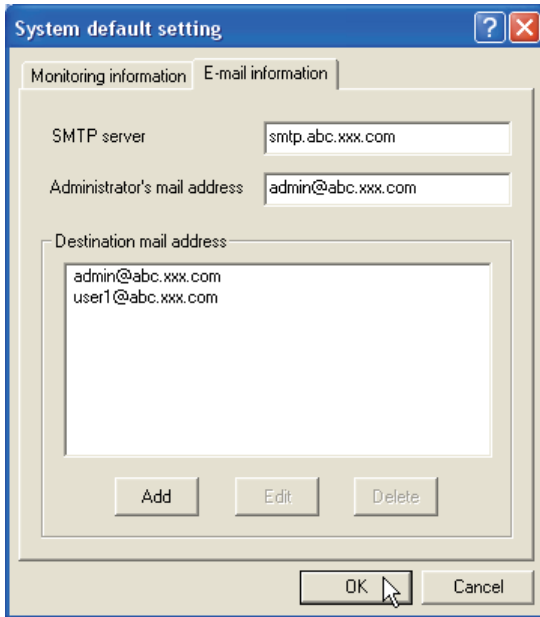 System default setting
Monitoring information E-mail information
SMTP server smtp.abc.xxx.com
Administrator's mail address admin@abc.xxx.com
Destination mail address
admin@abc.xxx.com
user1@abc.xxx.com
Add Edit Delete
OK Cancel